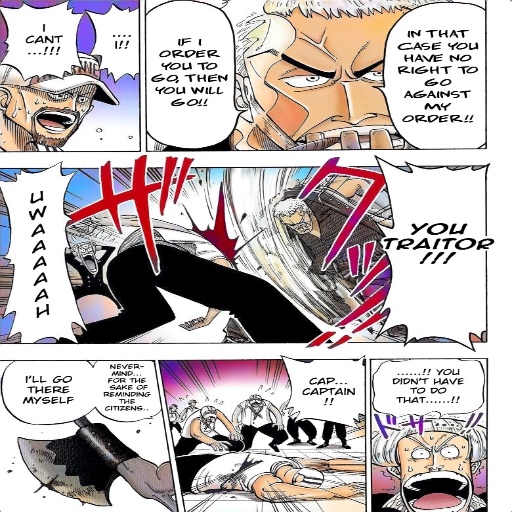 IN THAT
CASE YOU
HAVE NO
RIGHT TO
GO
AGAINST
MY
ORDER!!
IF I
ORDER
YOU TO
GO, THEN
YOU WILL
GO!!
....
I!!
I
CANT
...!!!
YOU
TRAITOR
!!!
ク
ザ
UWAAAAAH
NEVER-
MIND...
FOR THE
SAKE OF
REMINDING
THE
CITIZENS..
I'LL GO
THERE
MYSELF
CAP...
CAPTAIN
!!
......!! YOU
DIDN'T HAVE
TO DO
THAT......!!